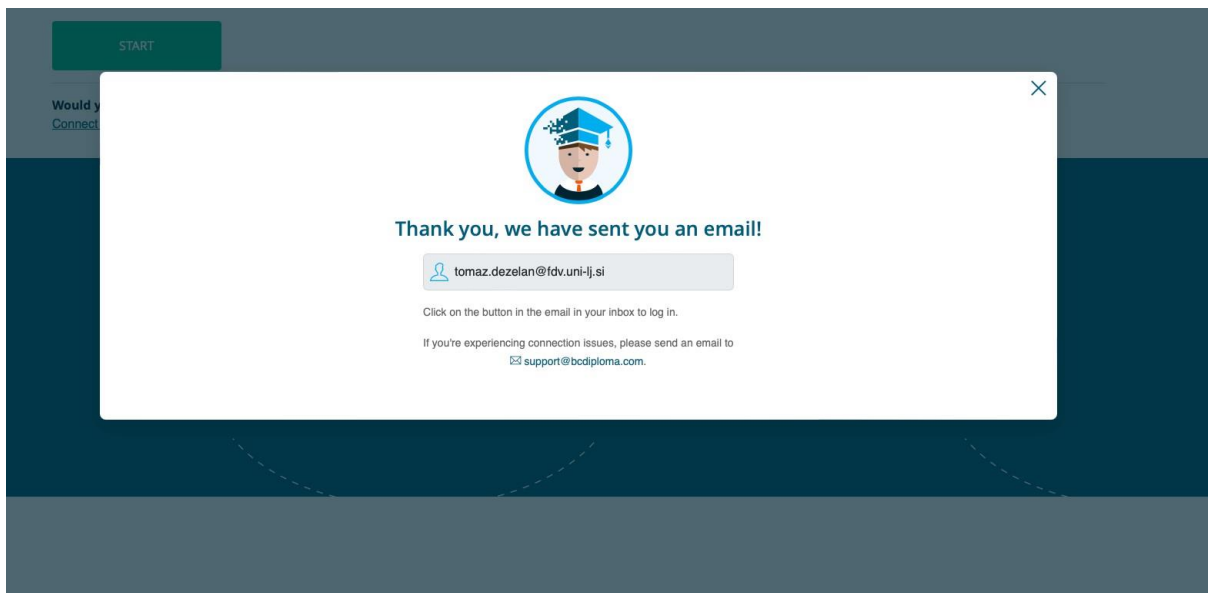 START
Would y
Connect
Thank you, we have sent you an email!
tomaz.dezelan@fdv.uni-lj.si
Click on the button in the email in your inbox to log in.
If you're experiencing connection issues, please send an email to
support@bcdiploma.com.